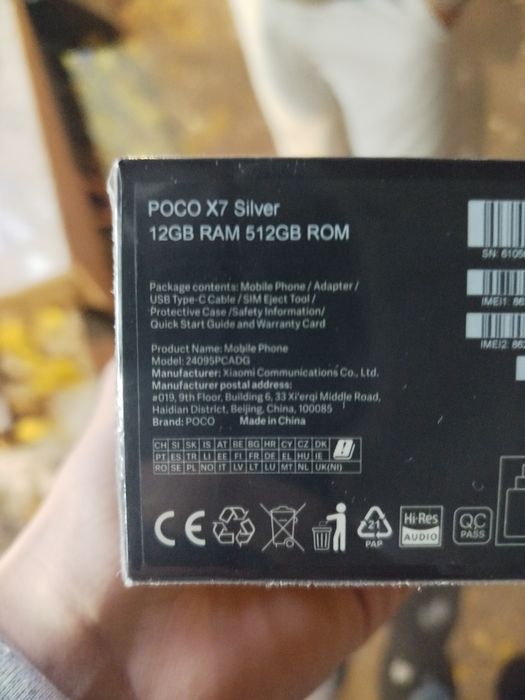 POCO X7 Silver
12GB RAM 512GB ROM
Package contents: Mobile Phone / Adapter /
USB Type-C Cable / SIM Eject Tool /
Protective Case /Safety Information/
Quick Start Guide and Warranty Card
Product Name: Mobile Phone
Model: 24095PCADG
Manufacturer: Xiaomi Communications Co., Ltd.
Manufacturer postal address:
#019, 9th Floor, Building 6, 33 Xi'erqi Middle Road,
Haidian District, Beijing, China, 100085
Brand: POCO Made in China
CH SI SK IS AT BE BG HR CY CZ DK
PT ES TR LI EE FI FR DE EL HU IE
RO SE PL NO IT LV LT LU MT NL UK(NI)
CE
21
PAP
Hi-Res
AUDIO
QC
PASS
SN: 6105
IMEI1: 86
IMEI2: 86